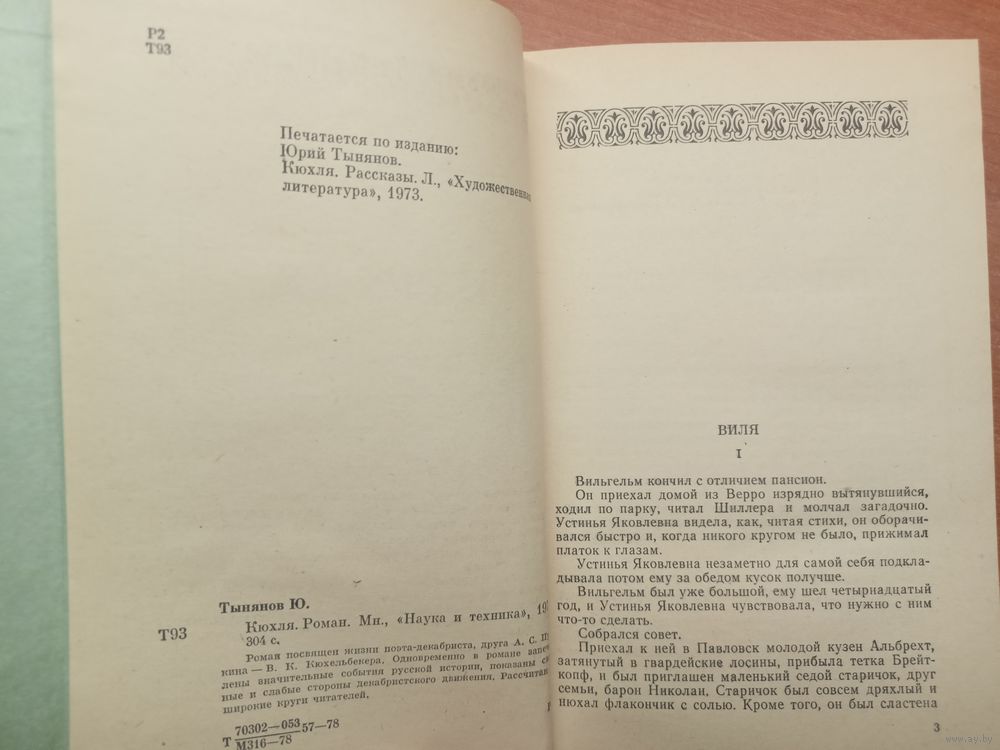 Р2
Т93
Печатается по изданию:
Юрий Тынянов.
Кюхля. Рассказы. Л., «Художественная
литература», 1973.
Тынянов Ю.
Т93
Кюхля. Роман. Мн., «Наука и техника», 19
304 с.
Роман посвящен жизни поэта-декабриста, друга А. С. Пуш-
кина — В. К. Кюхельбекера. Одновременно в романе запеч
лены значительные события русской истории, показаны
ные и слабые стороны декабристского движения. Рассчитан
широкие круги читателей.
Т 70302—053
М316—78
57—78
ВИЛЯ
I
Вильгельм кончил с отличием пансион.
Он приехал домой из Верро изрядно вытянувшийся,
ходил по парку, читал Шиллера и молчал загадочно.
Устинья Яковлевна видела, как, читая стихи, он оборачи-
вался быстро и, когда никого кругом не было, прижимал
платок к глазам.
Устинья Яковлевна незаметно для самой себя подкла-
дывала потом ему за обедом кусок получше.
Вильгельм был уже большой, ему шел четырнадцатый
год, и Устинья Яковлевна чувствовала, что нужно с ним
что-то сделать.
Собрался совет.
Приехал к ней в Павловск молодой кузен Альбрехт,
затянутый в гвардейские лосины, прибыла тетка Брейт-
копф, и был приглашен маленький седой старичок, друг
семьи, барон Николаи. Старичок был совсем дряхлый и
нюхал флакончик с солью. Кроме того, он был сластена
3
www.ay.by